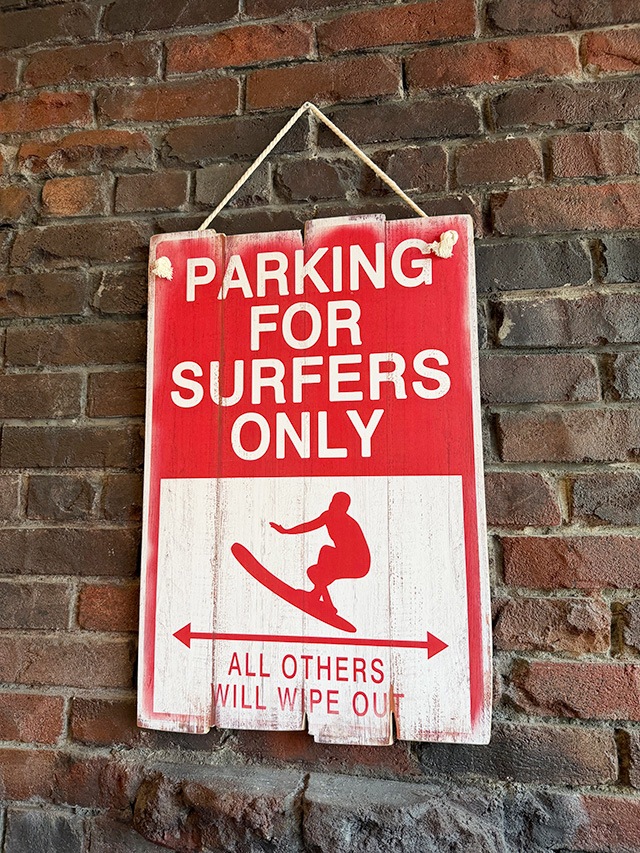 PARKING
FOR
SURFERS
ONLY
ALL OTHERS
WILL WIPE OUT